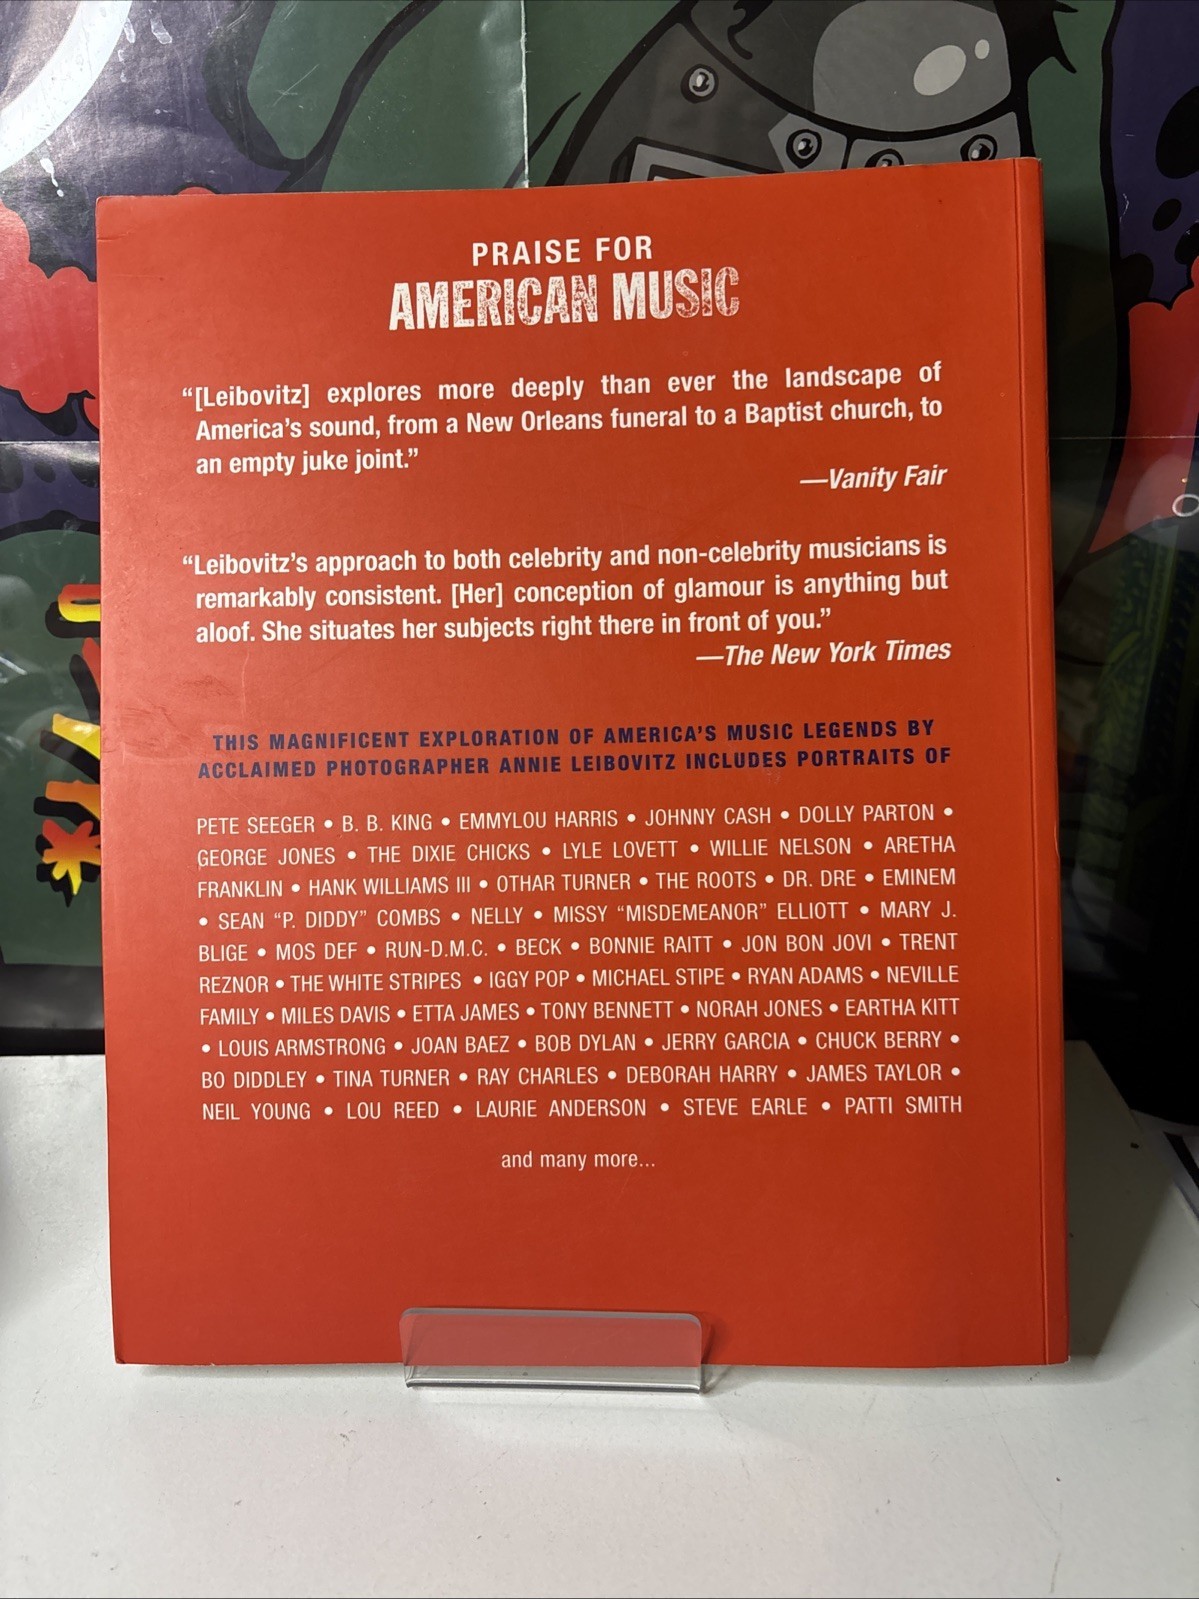 PRAISE FOR
AMERICAN MUSIC
“[Leibovitz] explores more deeply than ever the landscape of
America’s sound, from a New Orleans funeral to a Baptist church, to
an empty juke joint.”
—Vanity Fair
“Leibovitz’s approach to both celebrity and non-celebrity musicians is
remarkably consistent. [Her] conception of glamour is anything but
aloof. She situates her subjects right there in front of you.”
—The New York Times
THIS MAGNIFICENT EXPLORATION OF AMERICA’S MUSIC LEGENDS BY
ACCLAIMED PHOTOGRAPHER ANNIE LEIBOVITZ INCLUDES PORTRAITS OF
PETE SEEGER • B. B. KING • EMMYLOU HARRIS • JOHNNY CASH • DOLLY PARTON •
GEORGE JONES • THE DIXIE CHICKS • LYLE LOVETT • WILLIE NELSON • ARETHA
FRANKLIN • HANK WILLIAMS III • OTHAR TURNER • THE ROOTS • DR. DRE • EMINEM
• SEAN “P. DIDDY” COMBS • NELLY • MISSY “MISDEMEANOR” ELLIOTT • MARY J.
BLIGE • MOS DEF • RUN-D.M.C. • BECK • BONNIE RAITT • JON BON JOVI • TRENT
REZNOR • THE WHITE STRIPES • IGGY POP • MICHAEL STIPE • RYAN ADAMS • NEVILLE
FAMILY • MILES DAVIS • ETTA JAMES • TONY BENNETT • NORAH JONES • EARTHA KITT
• LOUIS ARMSTRONG • JOAN BAEZ • BOB DYLAN • JERRY GARCIA • CHUCK BERRY •
BO DIDDLEY • TINA TURNER • RAY CHARLES • DEBORAH HARRY • JAMES TAYLOR •
NEIL YOUNG • LOU REED • LAURIE ANDERSON • STEVE EARLE • PATTI SMITH
and many more...